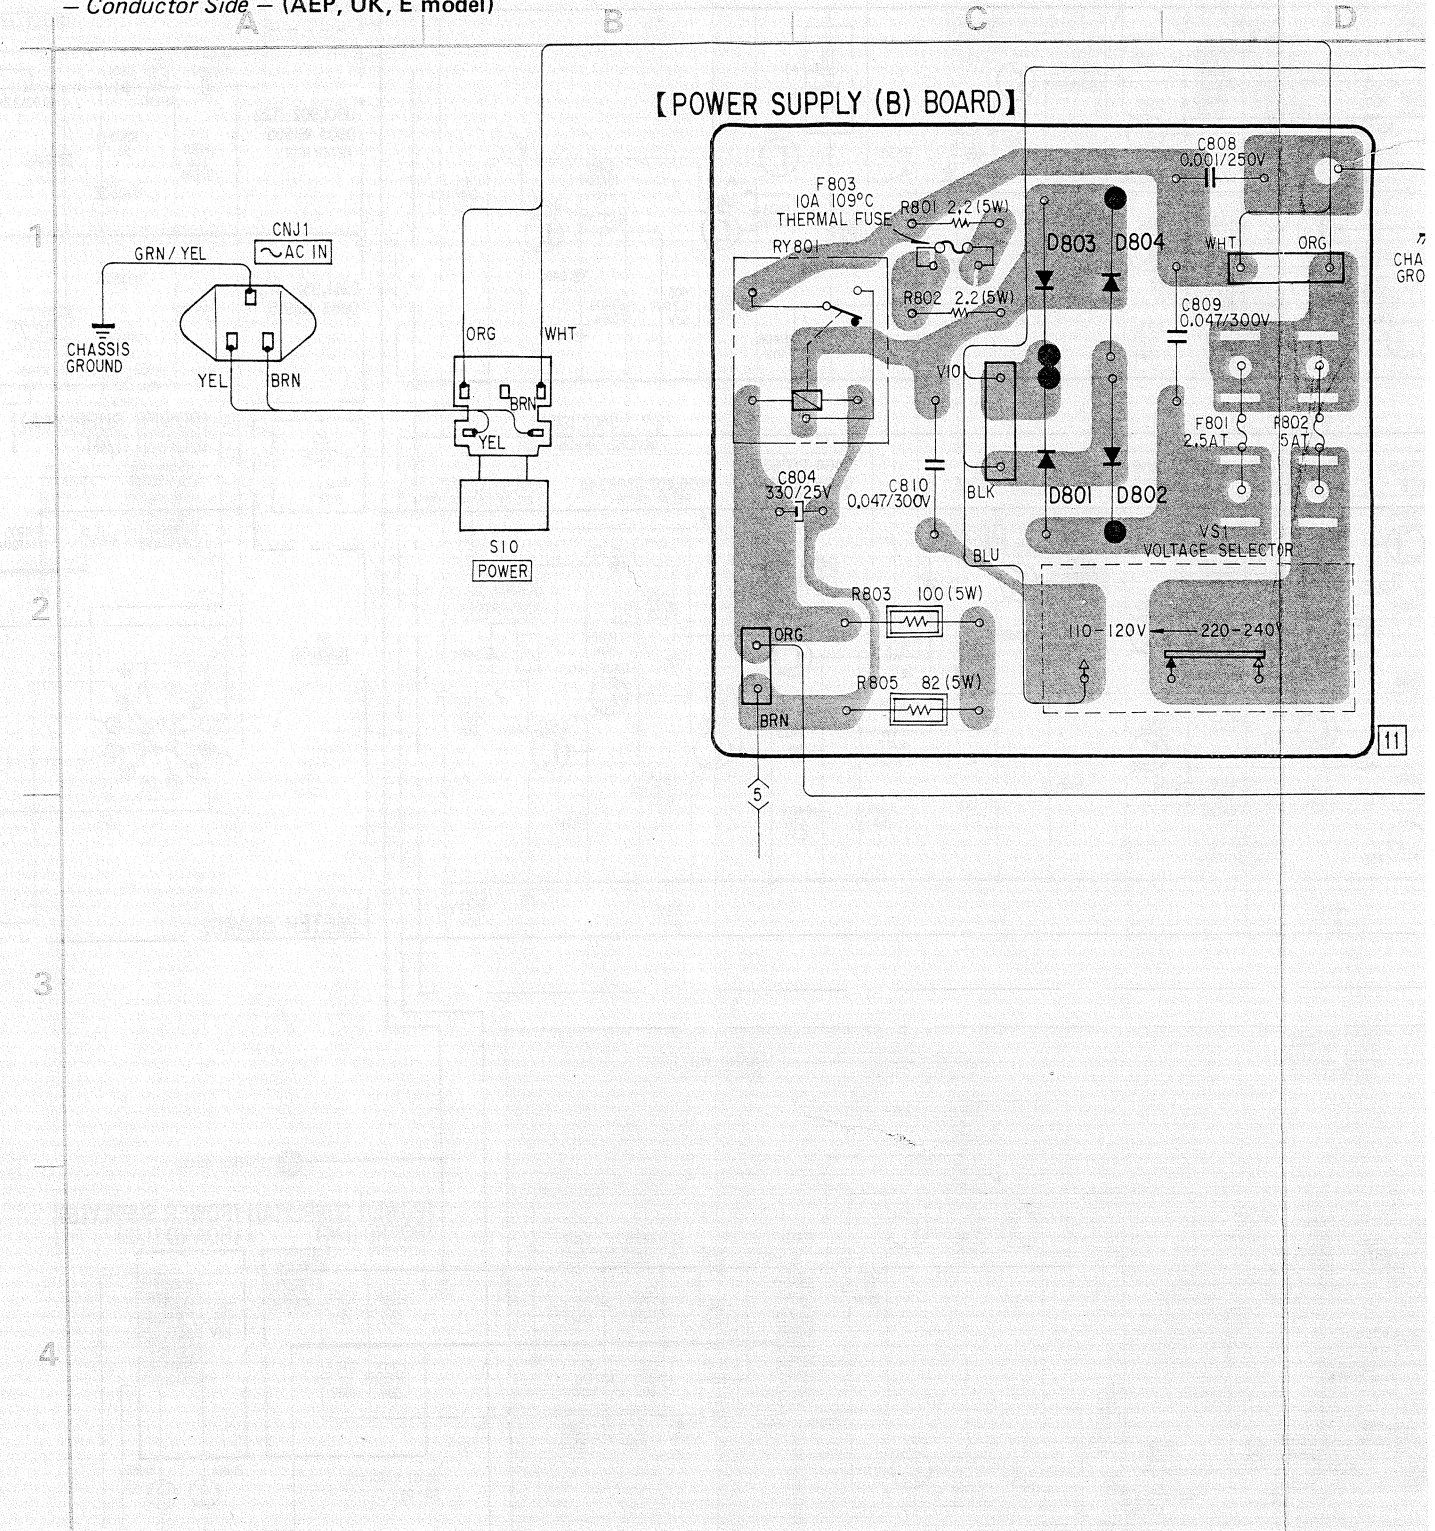 — Conductor Side — (AEP, UK, E model)
A B C D
【POWER SUPPLY (B) BOARD】
1
CNJ1
∼AC IN
GRN/YEL
CHASSIS
GROUND
YEL
BRN
ORG
WHT
BRN
YEL
S10
POWER
C808
0.001/250V
F803
10A 109°C
THERMAL FUSE
R801 2.2(5W)
RY801
D803
D804
WHT
ORG
CHA
GRO
R802 2.2(5W)
C809
0.047/300V
VIO
F801
2.5AT
F802
5AT
C804
330/25V
C810
0.047/300V
BLK
D801
D802
VS1
VOLTAGE SELECTOR
BLU
2
R803 100(5W)
110-120V
220-240V
ORG
R805 82(5W)
BRN
11
5
3
4